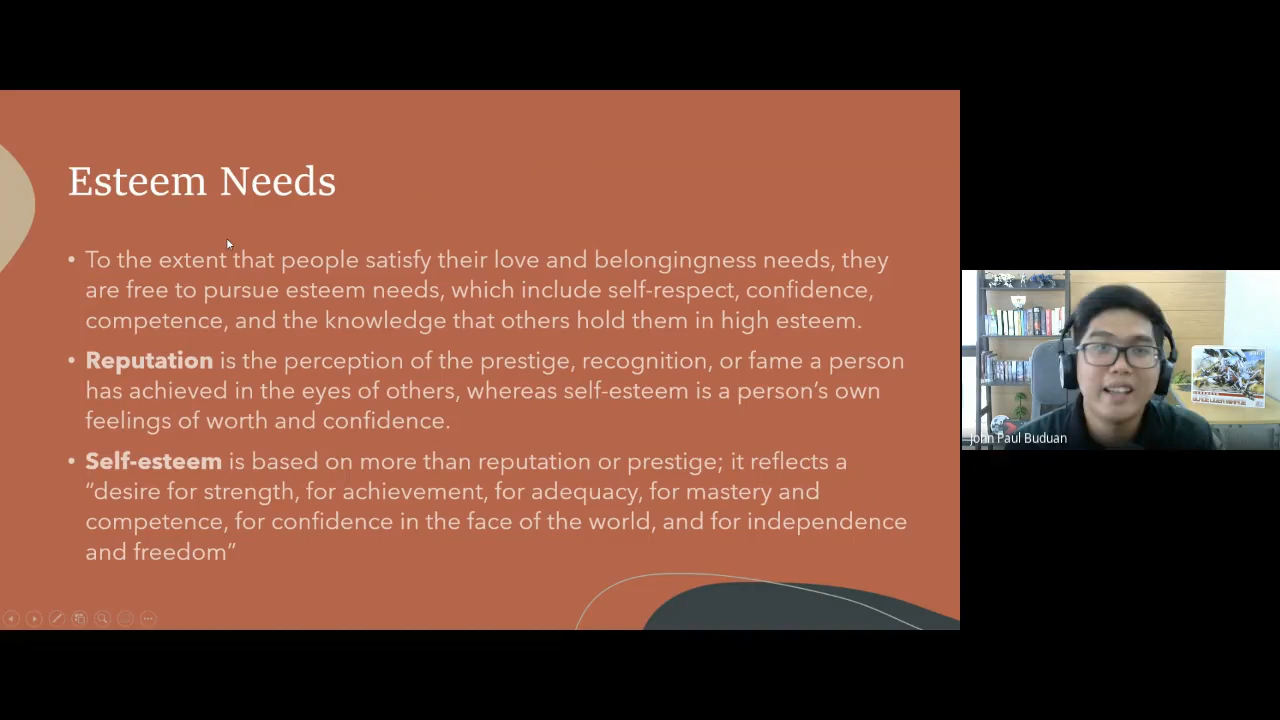 Esteem Needs
• To the extent that people satisfy their love and belongingness needs, they
are free to pursue esteem needs, which include self-respect, confidence,
competence, and the knowledge that others hold them in high esteem.
• Reputation is the perception of the prestige, recognition, or fame a person
has achieved in the eyes of others, whereas self-esteem is a person’s own
feelings of worth and confidence.
• Self-esteem is based on more than reputation or prestige; it reflects a
“desire for strength, for achievement, for adequacy, for mastery and
competence, for confidence in the face of the world, and for independence
and freedom”
John Paul Buduan